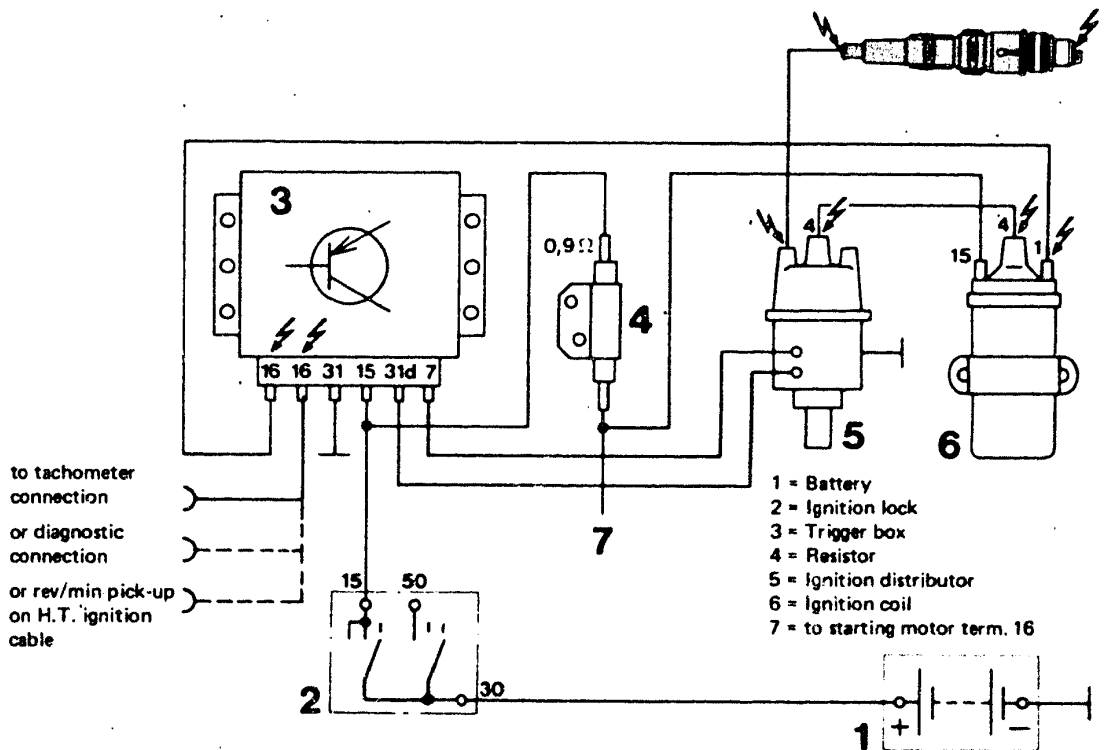 3
0,9Ω
4
4
4
1
15
16 16 31 15 31d 7
5
6
to tachometer
connection
or diagnostic
connection
or rev/min pick-up
on H.T. ignition
cable
7
1 = Battery
2 = Ignition lock
3 = Trigger box
4 = Resistor
5 = Ignition distributor
6 = Ignition coil
7 = to starting motor term. 16
15 50
2
30
1
+ −